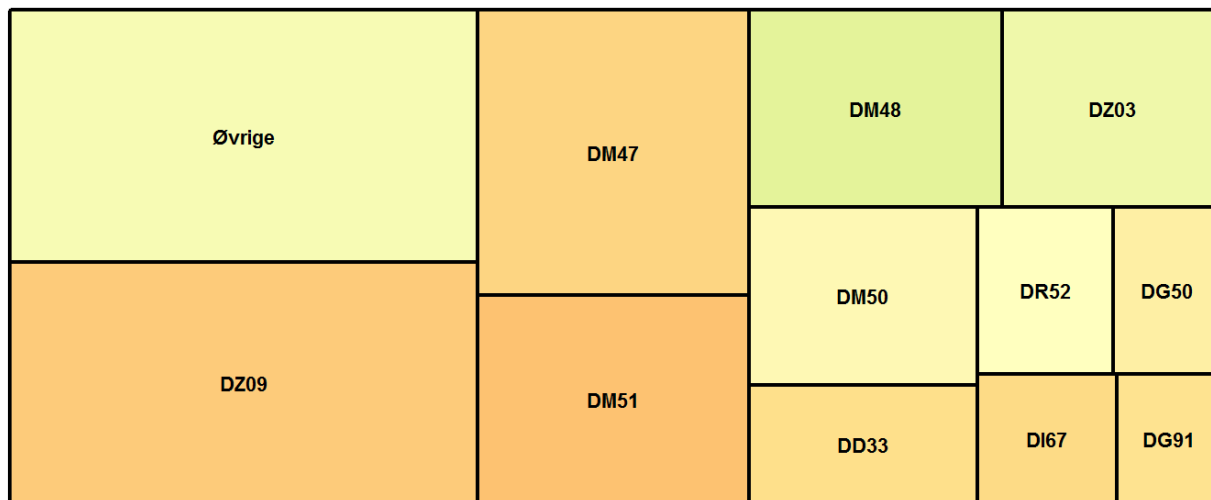 Øvrige
DZ09
DM47
DM51
DM48
DZ03
DM50
DR52
DG50
DD33
DI67
DG91